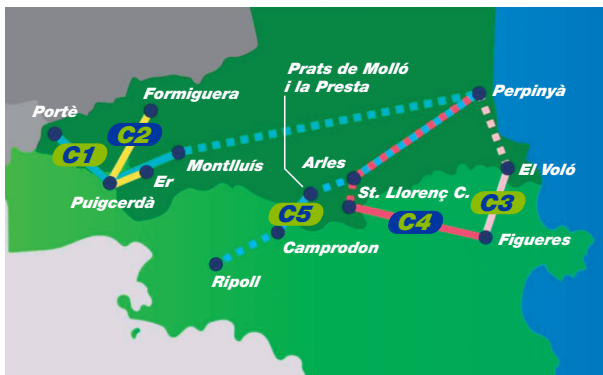 Prats de Molló
i la Presta
Formiguera
Perpinyà
Portè
C2
C1
Arles
Montlluís
Er
El Voló
Puigcerdà
St. Llorenç C.
C3
C5
C4
Camprodon
Figueres
Ripoll